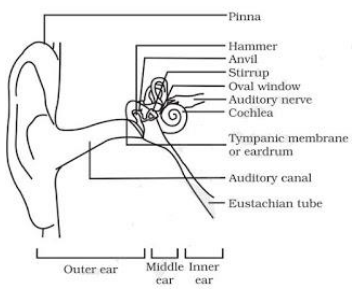 Pinna
Hammer
Anvil
Stirrup
Oval window
Auditory nerve
Cochlea
Tympanic membrane
or eardrum
Auditory canal
Eustachian tube
Outer ear
Middle
ear
Inner
ear